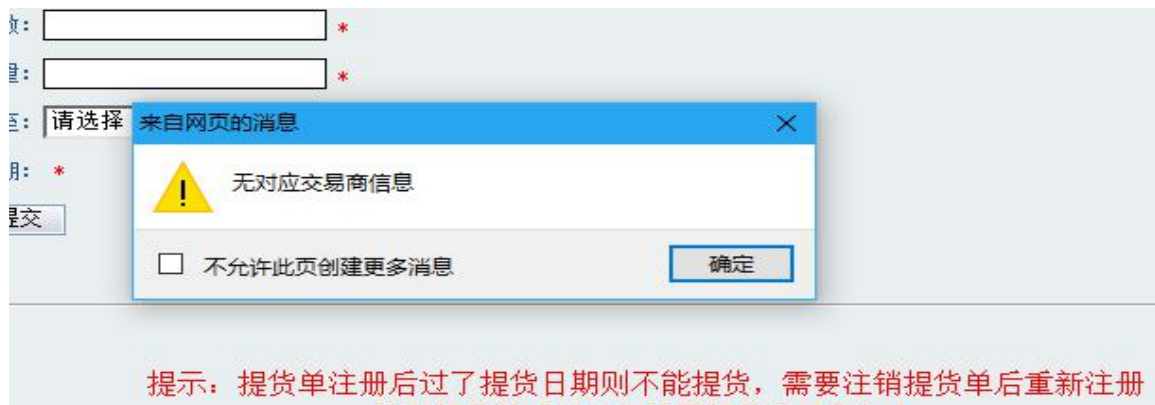 : *
: *
: 请选择 来自网页的消息
期: *
无对应交易商信息
提交
不允许此页创建更多消息 确定
提示：提货单注册后过了提货日期则不能提货，需要注销提货单后重新注册